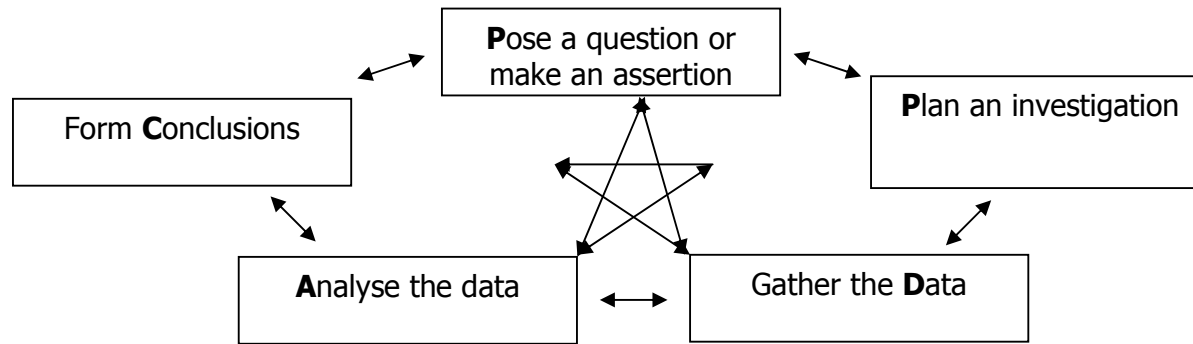 Pose a question or
make an assertion
Plan an investigation
Form Conclusions
Analyse the data
Gather the Data